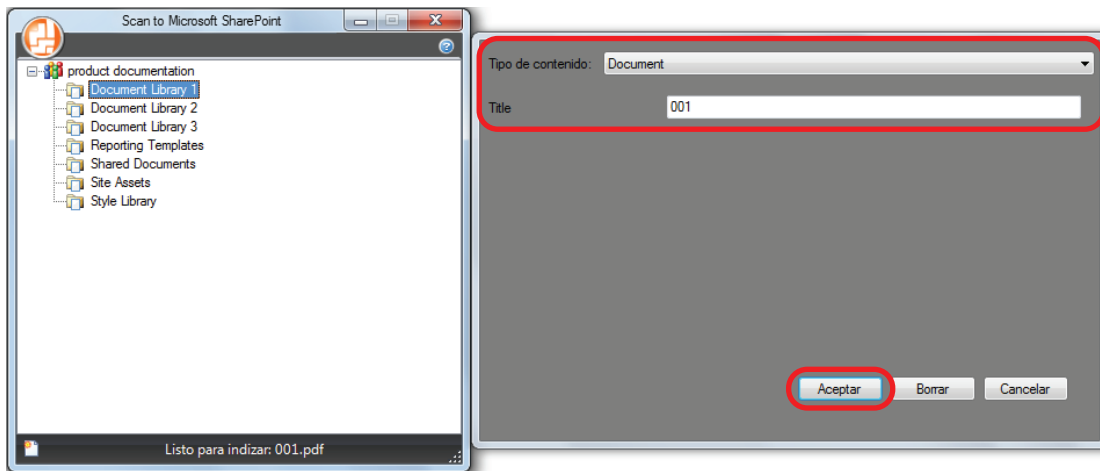 Scan to Microsoft SharePoint
product documentation
Document Library 1
Document Library 2
Document Library 3
Reporting Templates
Shared Documents
Site Assets
Style Library
Listo para indizar: 001.pdf
Tipo de contenido: Document
Title 001
Aceptar Borrar Cancelar